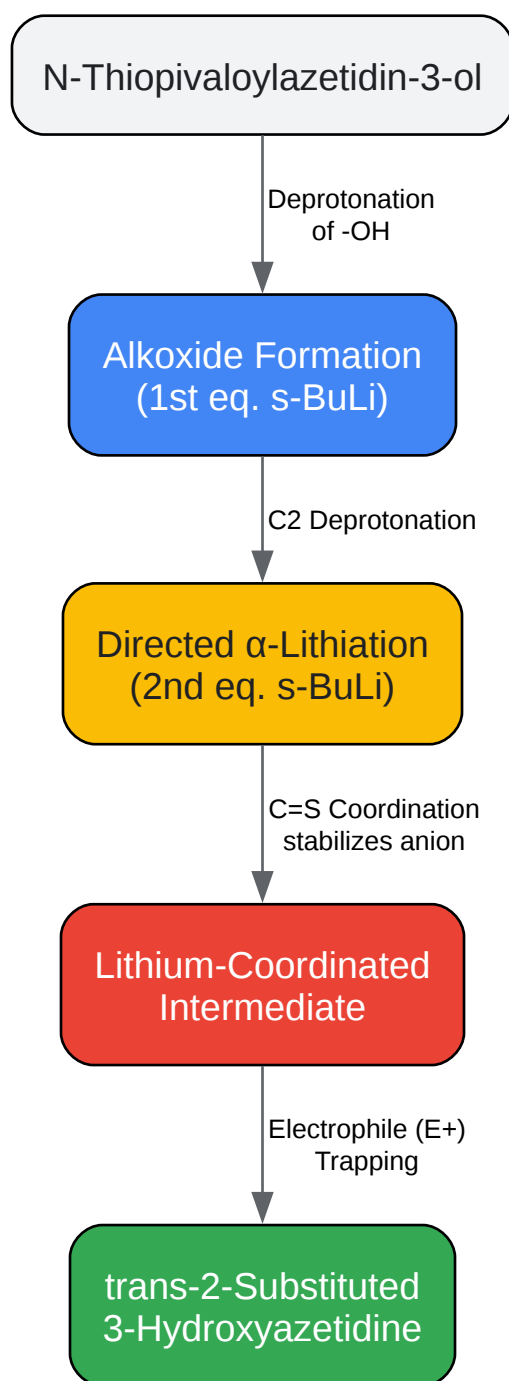 N-Thiopivaloylazetidin-3-ol
Deprotonation
of -OH
Alkoxide Formation
(1st eq. s-BuLi)
C2 Deprotonation
Directed α-Lithiation
(2nd eq. s-BuLi)
C=S Coordination
stabilizes anion
Lithium-Coordinated
Intermediate
Electrophile (E+)
Trapping
trans-2-Substituted
3-Hydroxyazetidine